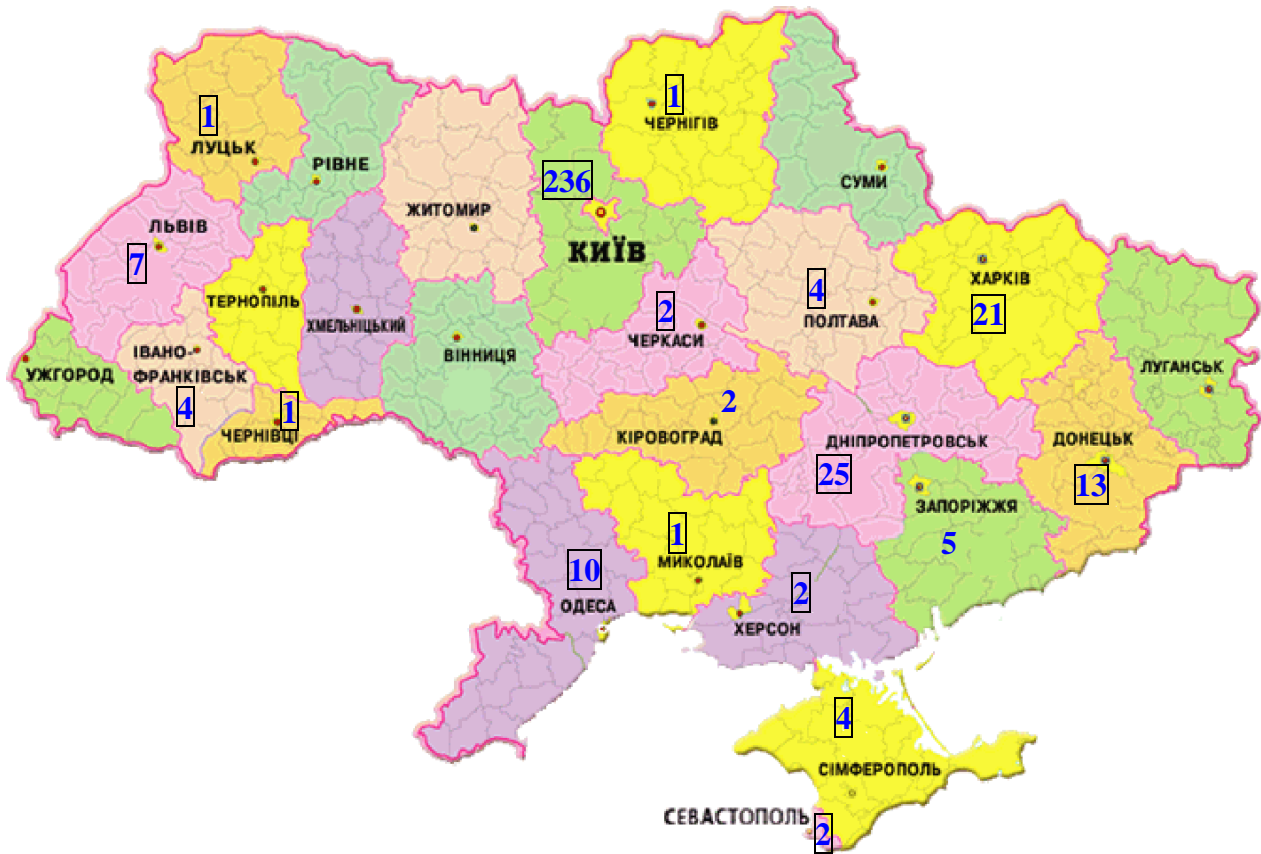 1
ЧЕРНІГІВ
1
ЛУЦЬК
РІВНЕ
236
СУМИ
ЖИТОМИР
ЛЬВІВ
7
КИЇВ
ХАРКІВ
21
ТЕРНОПІЛЬ
4
ПОЛТАВА
2
ЧЕРКАСИ
ХМЕЛЬНІЦЬКИЙ
ВІННИЦЯ
ІВАНО-
ФРАНКІВСЬК
4
УЖГОРОД
ЛУГАНСЬК
1
ЧЕРНІВЦІ
2
КІРОВОГРАД
ДНІПРОПЕТРОВСЬК
25
ДОНЕЦЬК
13
ЗАПОРІЖЖЯ
5
1
МИКОЛАЇВ
10
ОДЕСА
2
ХЕРСОН
4
СІМФЕРОПОЛЬ
СЕВАСТОПОЛЬ
2